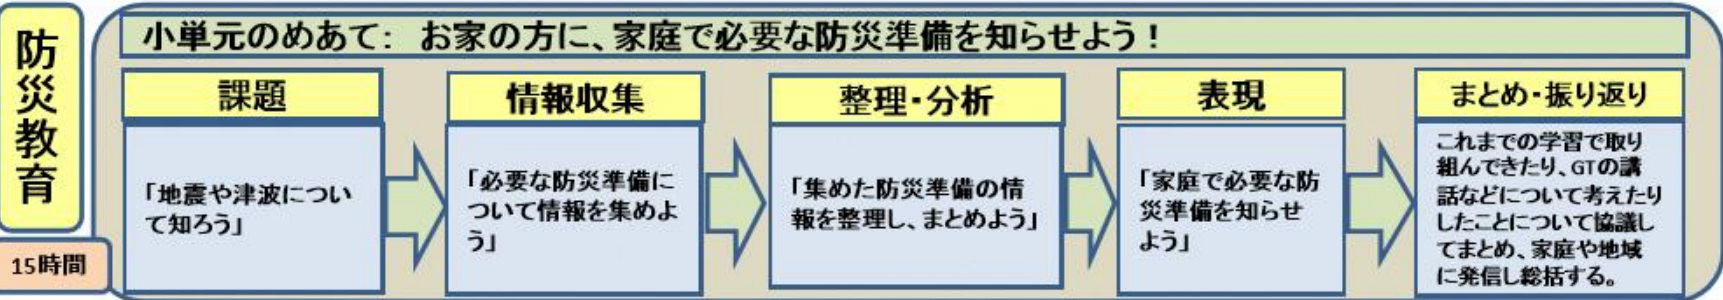 防災教育
15時間
小単元のめあて： お家の方に、家庭で必要な防災準備を知らせよう！
課題
「地震や津波につい
て知ろう」
情報収集
「必要な防災準備に
ついて情報を集めよ
う」
整理・分析
「集めた防災準備の情
報を整理し、まとめよう」
表現
「家庭で必要な防
災準備を知らせ
よう」
まとめ・振り返り
これまでの学習で取り
組んできたり、GTの講
話などについて考えたり
したことについて協議し
てまとめ、家庭や地域
に発信し総括する。